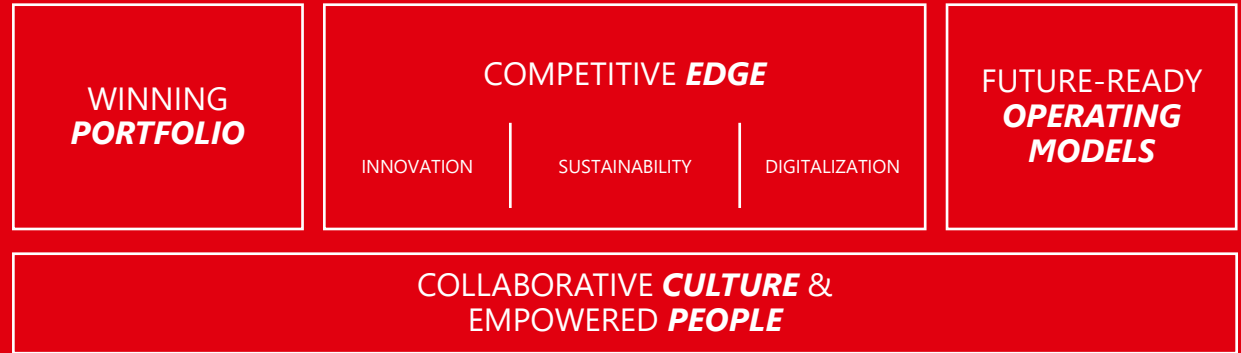 WINNING
PORTFOLIO
COMPETITIVE EDGE
INNOVATION
SUSTAINABILITY
DIGITALIZATION
FUTURE-READY
OPERATING
MODELS
COLLABORATIVE CULTURE &
EMPOWERED PEOPLE